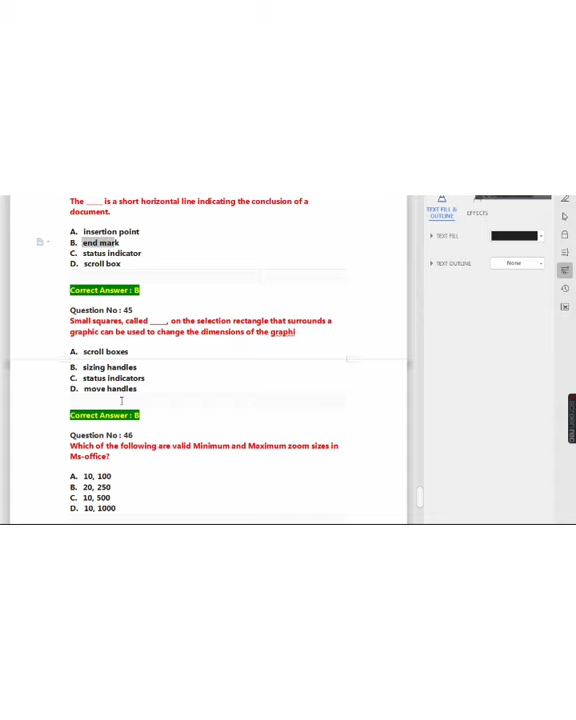 The ____ is a short horizontal line indicating the conclusion of a
document.
A. insertion point
B. end mark
C. status indicator
D. scroll box
Correct Answer : B
Question No : 45
Small squares, called ____, on the selection rectangle that surrounds a
graphic can be used to change the dimensions of the graphi
A. scroll boxes
B. sizing handles
C. status indicators
D. move handles
Correct Answer : B
Question No : 46
Which of the following are valid Minimum and Maximum zoom sizes in
Ms-office?
A. 10, 100
B. 20, 250
C. 10, 500
D. 10, 1000
TEXT FILL &
OUTLINE
EFFECTS
TEXT FILL
TEXT OUTLINE
None